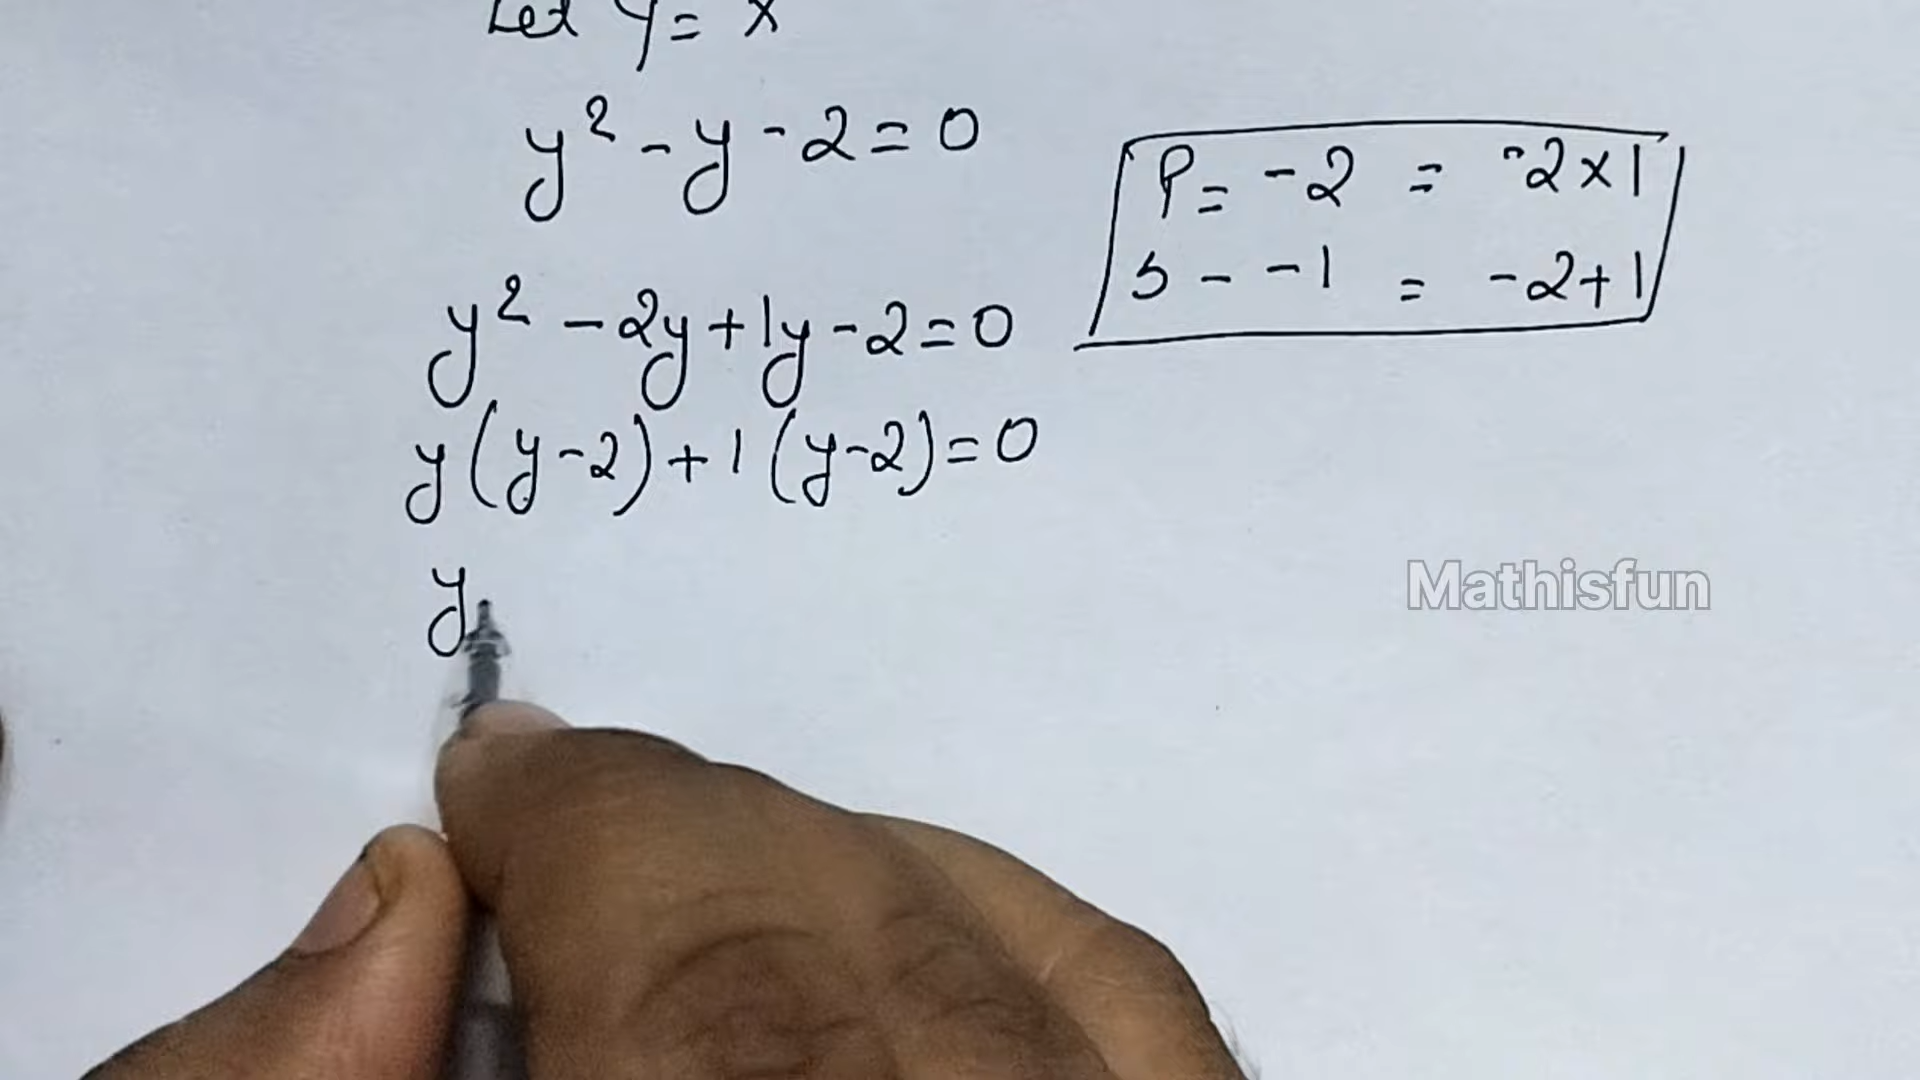 Let y = x
y² - y - 2 = 0
P = -2 = -2 × 1
S - -1 = -2 + 1
y² - 2y + 1y - 2 = 0
y(y-2) + 1(y-2) = 0
y
Mathisfun